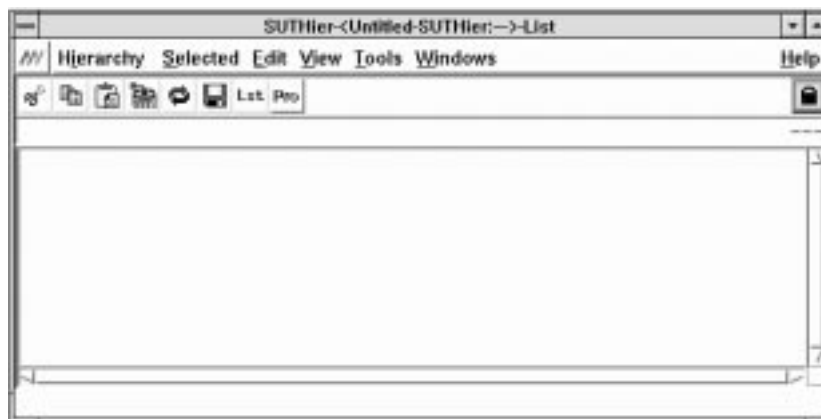 SUTHier-<Untitled-SUTHier:-->-List
Hierarchy Selected Edit View Tools Windows Help
Lst Pro
---